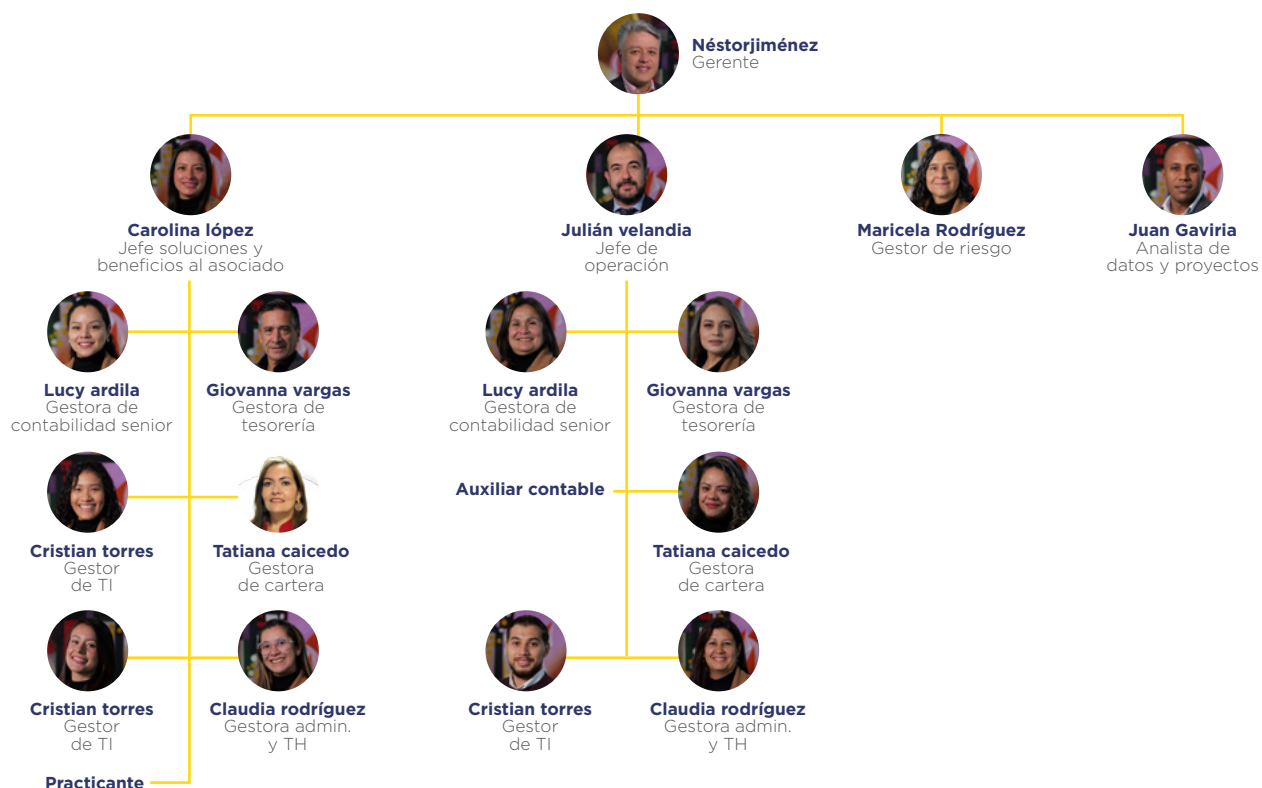 Néstorjiménez
Gerente
Carolina lópez
Jefe soluciones y
beneficios al asociado
Julián velandia
Jefe de
operación
Maricela Rodríguez
Gestor de riesgo
Juan Gaviria
Analista de
datos y proyectos
Lucy ardila
Gestora de
contabilidad senior
Giovanna vargas
Gestora de
tesorería
Lucy ardila
Gestora de
contabilidad senior
Giovanna vargas
Gestora de
tesorería
Cristian torres
Gestor
de TI
Tatiana caicedo
Gestora
de cartera
Auxiliar contable
Tatiana caicedo
Gestora
de cartera
Cristian torres
Gestor
de TI
Claudia rodríguez
Gestora admin.
y TH
Cristian torres
Gestor
de TI
Claudia rodríguez
Gestora admin.
y TH
Practicante